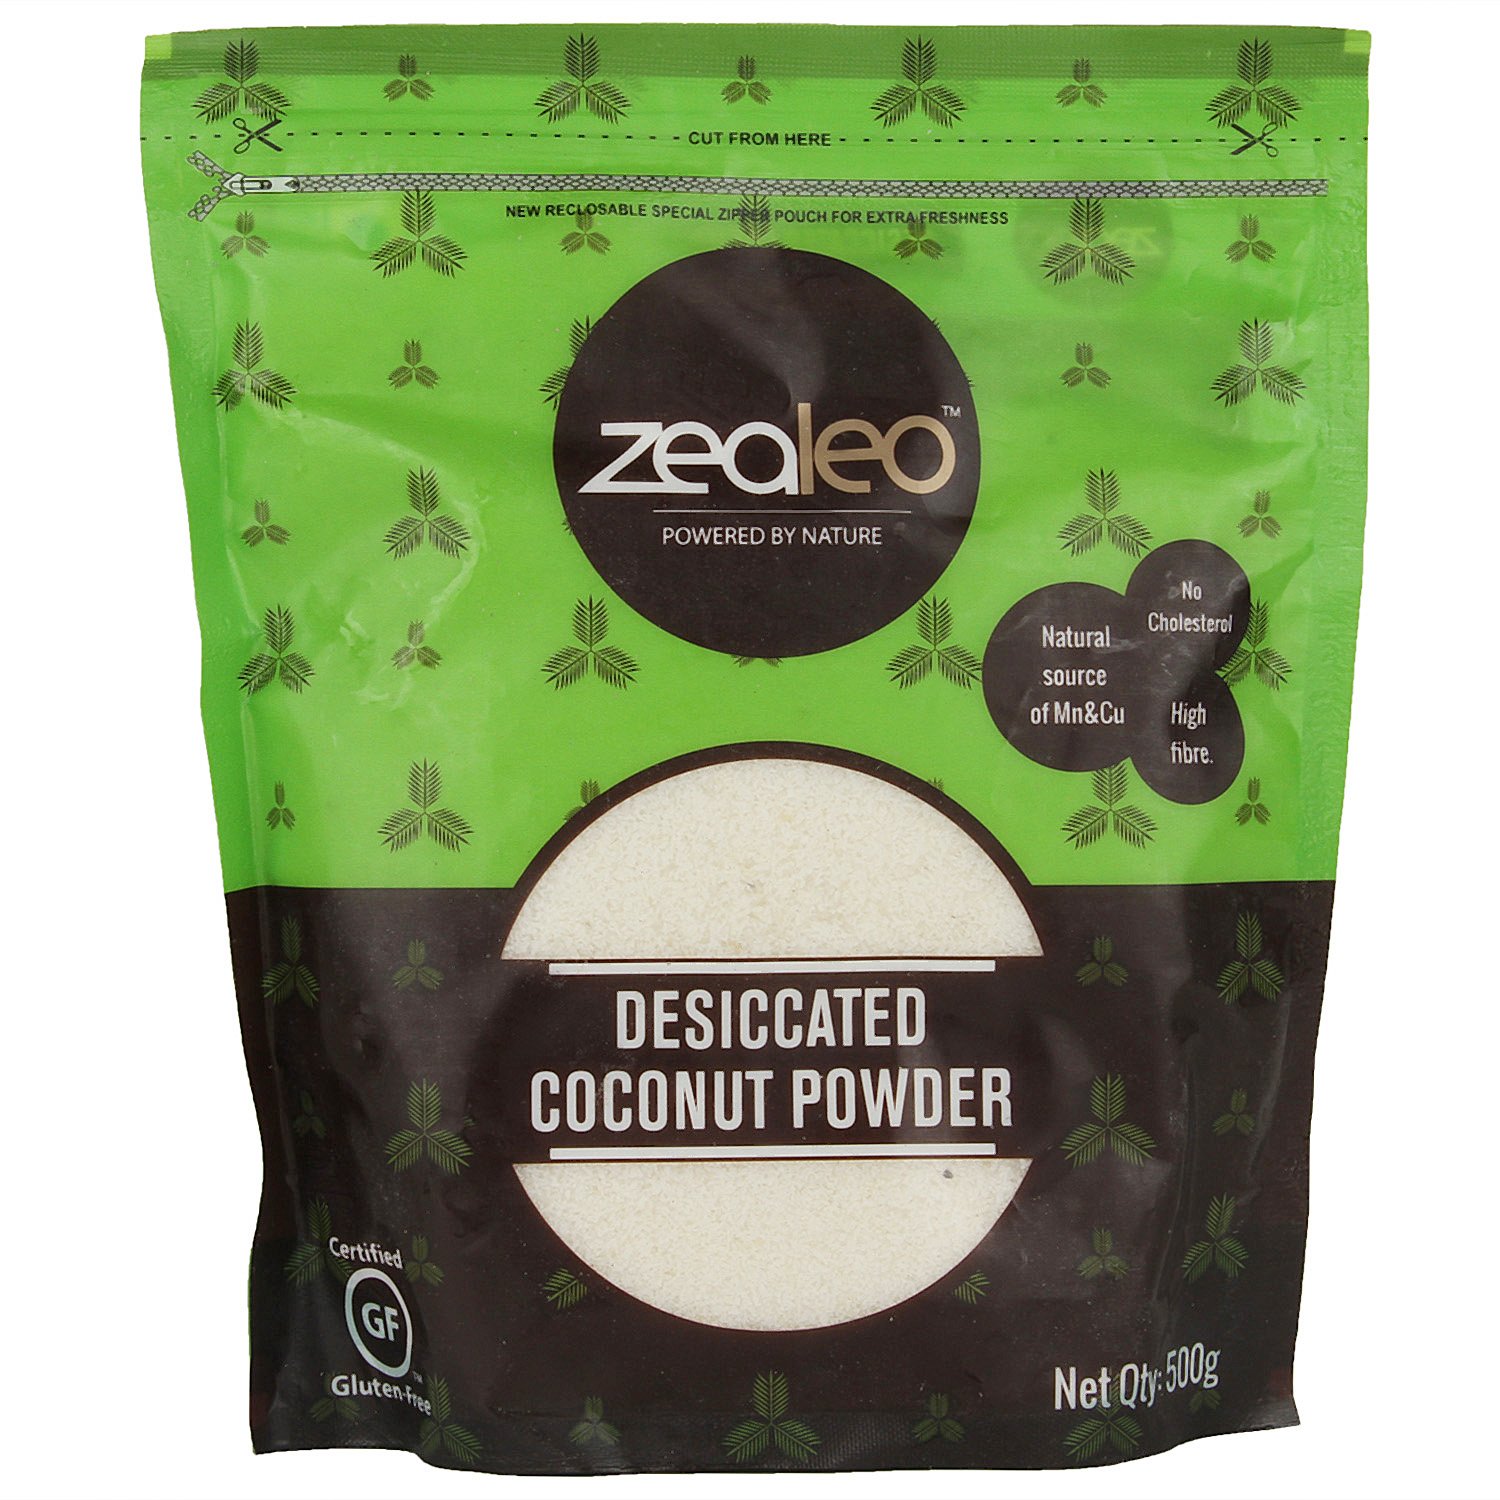 - CUT FROM HERE -
NEW RECLOSABLE SPECIAL ZIPPER POUCH FOR EXTRA FRESHNESS
zealeo™
POWERED BY NATURE
No
Cholesterol
Natural
source
of Mn&Cu
High
fibre.
DESICCATED
COCONUT POWDER
Certified
GF
™
Gluten-Free
Net Qty: 500g